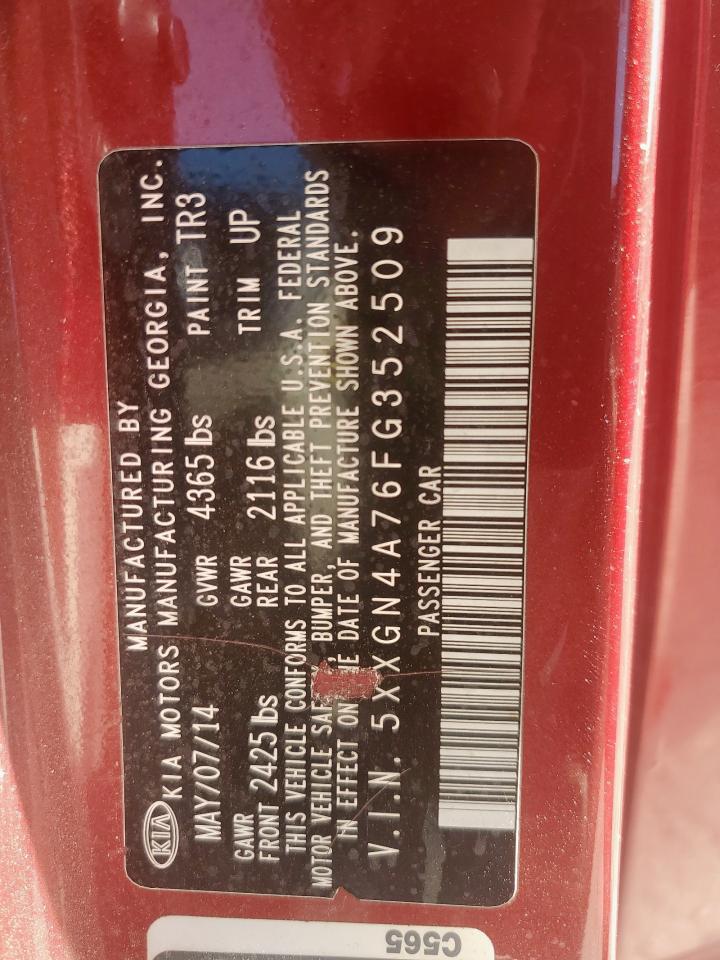 MANUFACTURED BY
KIA KIA MOTORS MANUFACTURING GEORGIA, INC.
MAY/07/14 GVWR 4365 lbs PAINT TR3
GAWR FRONT 2425 lbs GAWR REAR 2116 lbs TRIM UP
THIS VEHICLE CONFORMS TO ALL APPLICABLE U.S.A. FEDERAL
MOTOR VEHICLE BUMPER, AND THEFT PREVENTION STANDARDS
IN EFFECT ON DATE OF MANUFACTURE SHOWN ABOVE.
V.I.N. 5XXGN4A76FG352509
PASSENGER CAR
C565